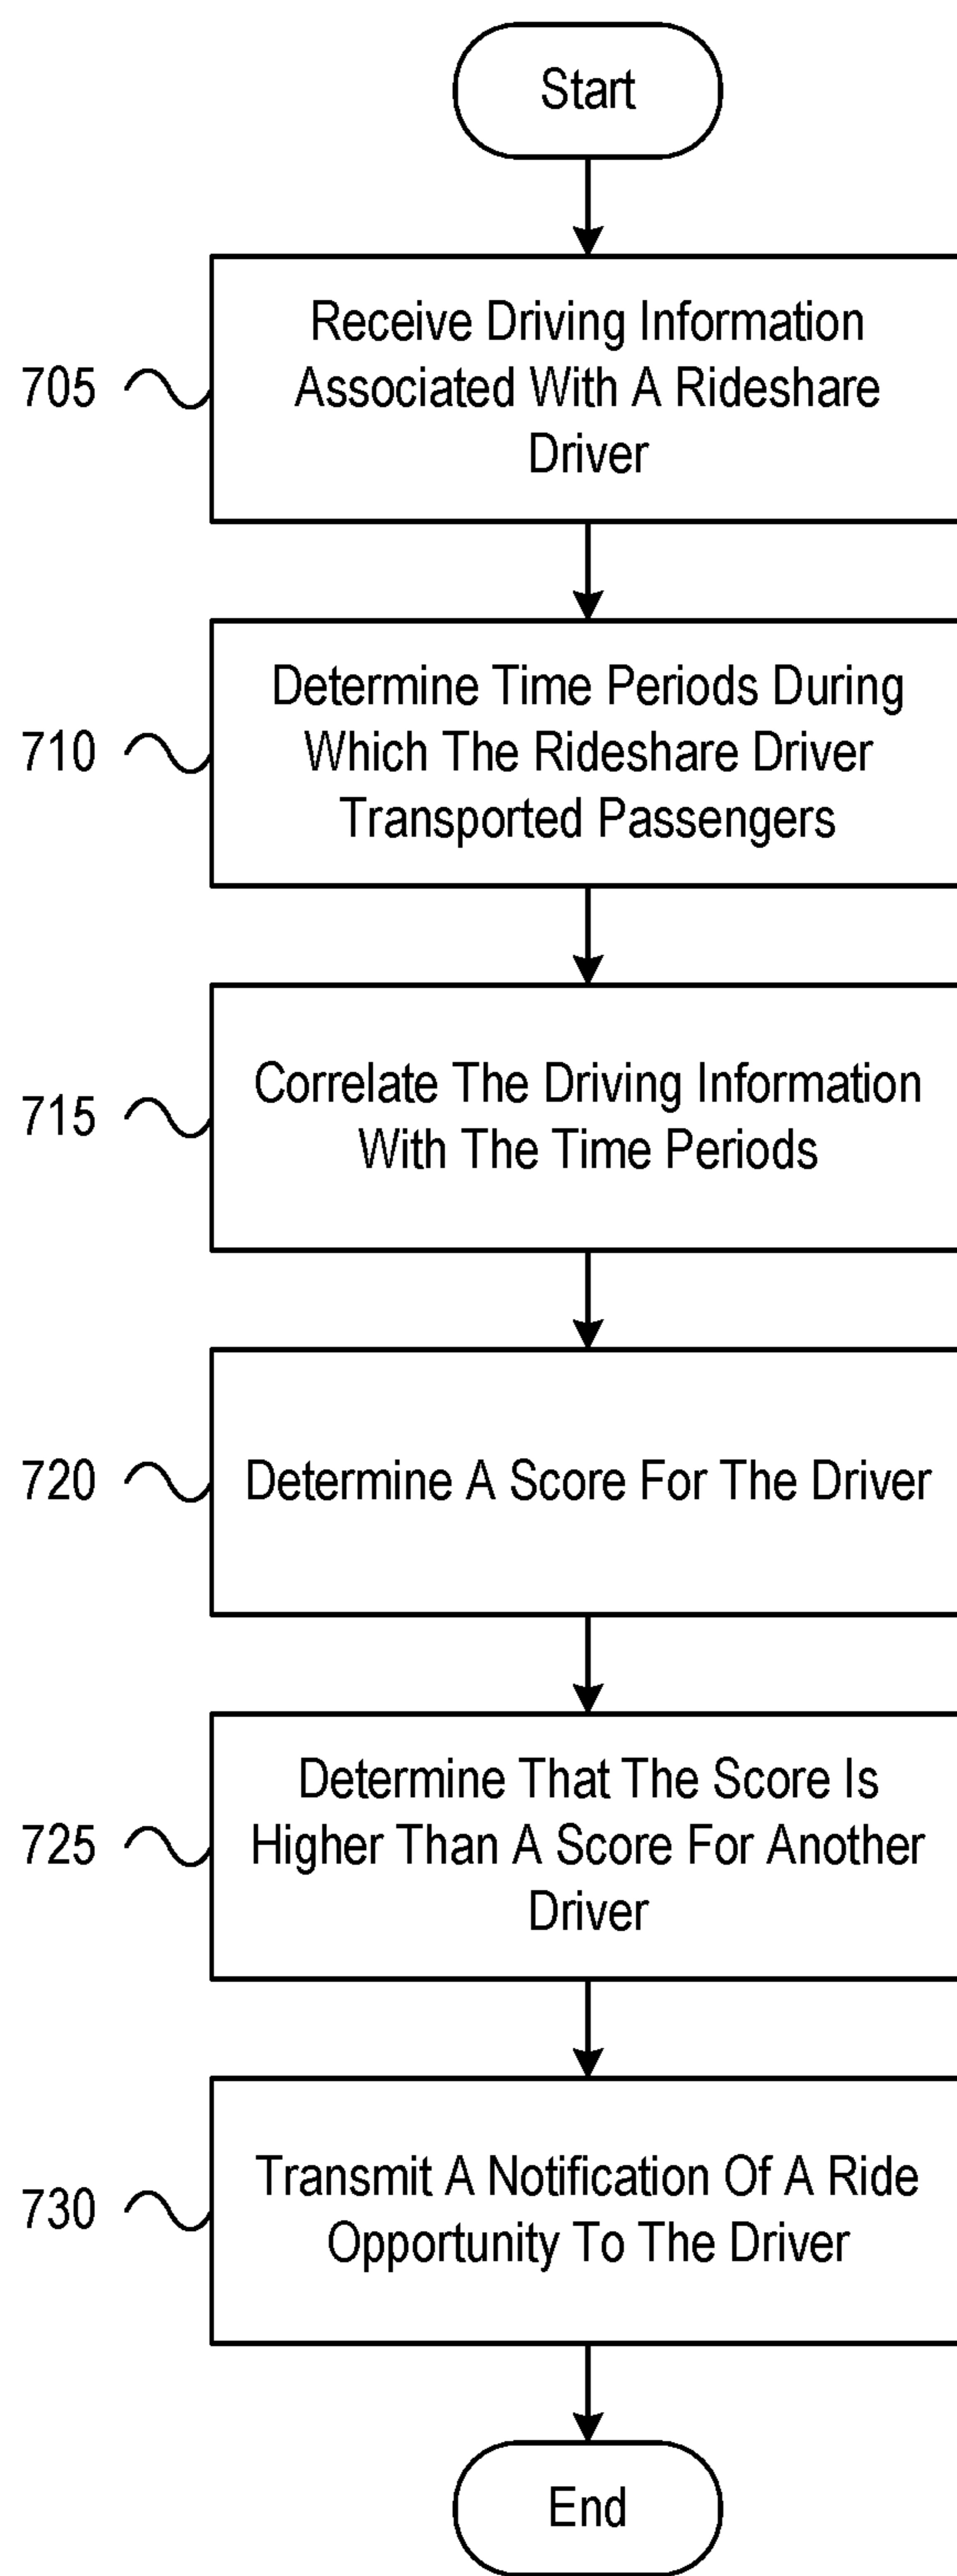 Start
Receive Driving Information
705
Associated With A Rideshare
Driver
Determine Time Periods During
710
Which The Rideshare Driver
Transported Passengers
Correlate The Driving Information
715
With The Time Periods
720
Determine A Score For The Driver
Determine That The Score Is
725
Higher Than A Score For Another
Driver
Transmit A Notification Of A Ride
730
Opportunity To The Driver
End